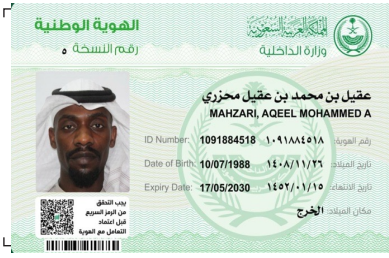 الهوية الوطنية
رقم النسخة ٥
المملكة العربية السعودية
وزارة الداخلية
عقيل بن محمد بن عقيل محزري
MAHZARI, AQEEL MOHAMMED A
ID Number: 1091884518 رقم الهوية: ١٠٩١٨٨٤٥١٨
Date of Birth: 10/07/1988 تاريخ الميلاد: ١٤٠٨/١١/٢٦
Expiry Date: 17/05/2030 تاريخ الانتهاء: ١٤٥٢/٠١/١٥
مكان الميلاد: الخرج
يجب التحقق
من الرمز السريع
قبل اعتماد
التعامل مع الهوية